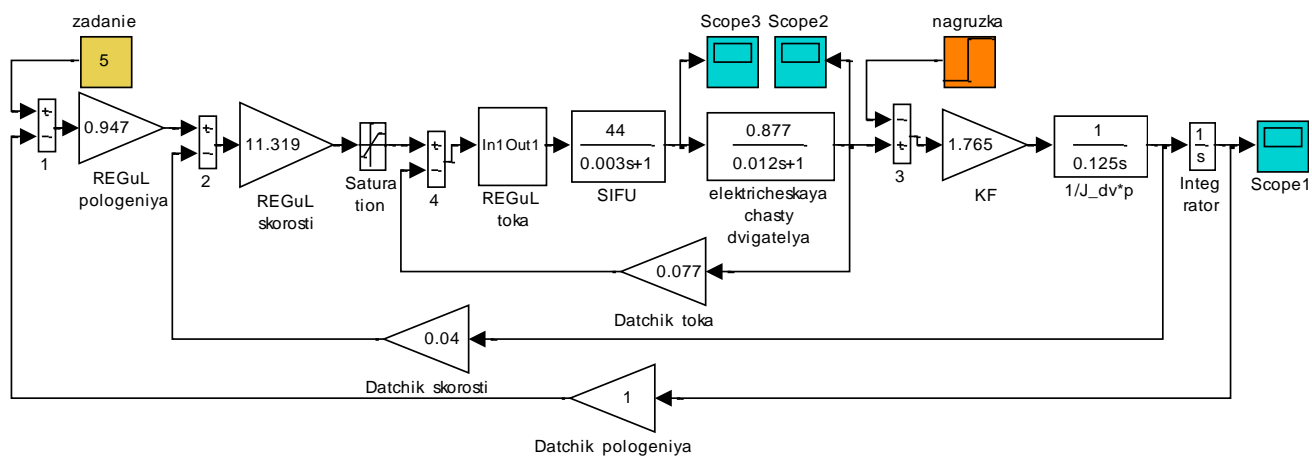 zadanie
5
1
0.947
REGuL
pologeniya
2
11.319
REGuL
skorosti
Satura
tion
4
In1Out1
REGuL
toka
44
0.003s+1
SIFU
Scope3
Scope2
0.877
0.012s+1
elektricheskaya
chasty
dvigatelya
nagruzka
3
1.765
KF
1
0.125s
1/J_dv*p
1
s
Integ
rator
Scope1
0.077
Datchik toka
0.04
Datchik skorosti
1
Datchik pologeniya